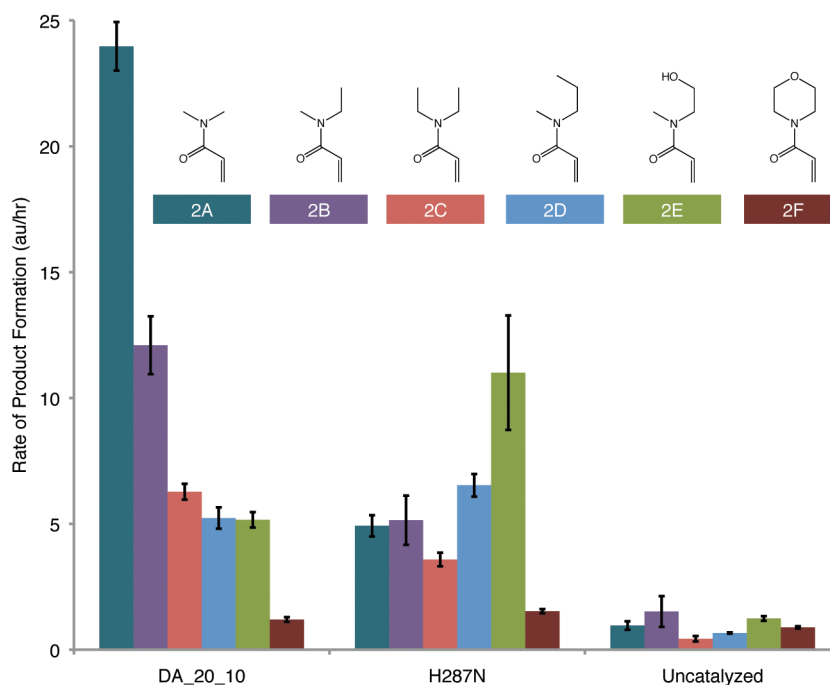 Rate of Product Formation (au/hr)
25
20
15
10
5
0
N
O
N
O
N
O
N
O
HO
N
O
O
N
O
2A 2B 2C 2D 2E 2F
DA_20_10 H287N Uncatalyzed